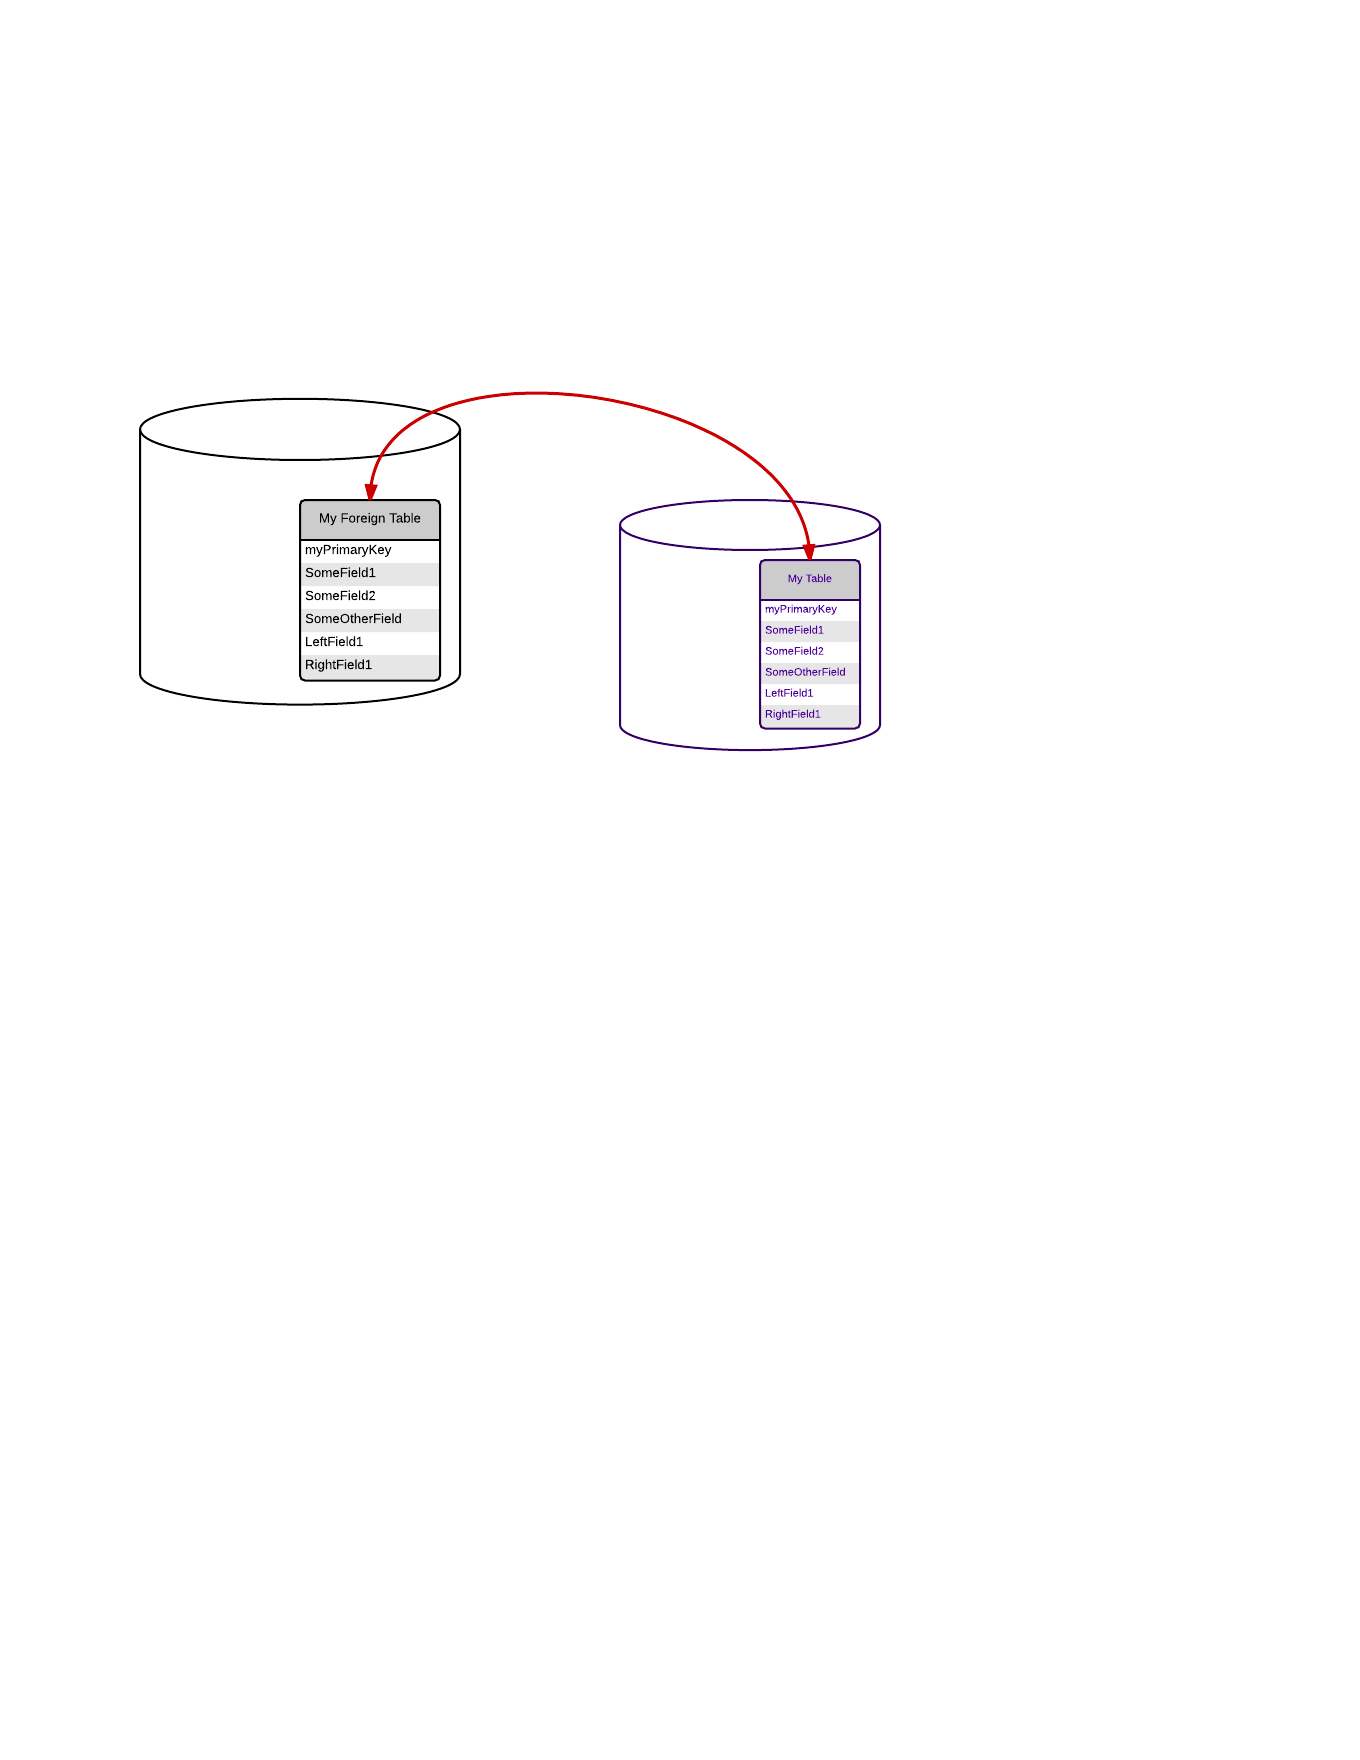 My Foreign Table
myPrimaryKey
SomeField1
SomeField2
SomeOtherField
LeftField1
RightField1
My Table
myPrimaryKey
SomeField1
SomeField2
SomeOtherField
LeftField1
RightField1